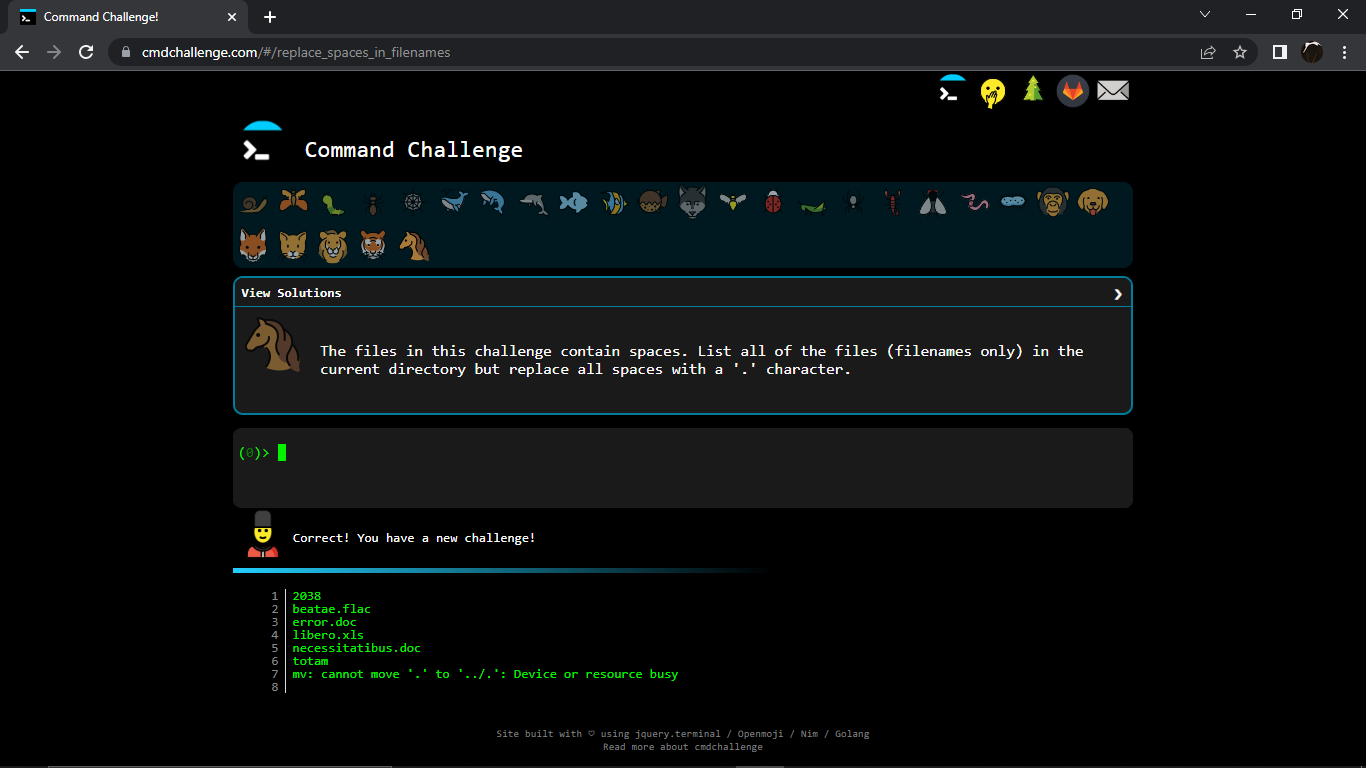 Command Challenge!
cmdchallenge.com/#/replace_spaces_in_filenames
Command Challenge
View Solutions
The files in this challenge contain spaces. List all of the files (filenames only) in the
current directory but replace all spaces with a '.' character.
(0)>
Correct! You have a new challenge!
1 2038
2 beatae.flac
3 error.doc
4 libero.xls
5 necessitatibus.doc
6 totam
7 mv: cannot move '.' to '../.': Device or resource busy
8
Site built with ♡ using jquery.terminal / Openmoji / Nim / Golang
Read more about cmdchallenge